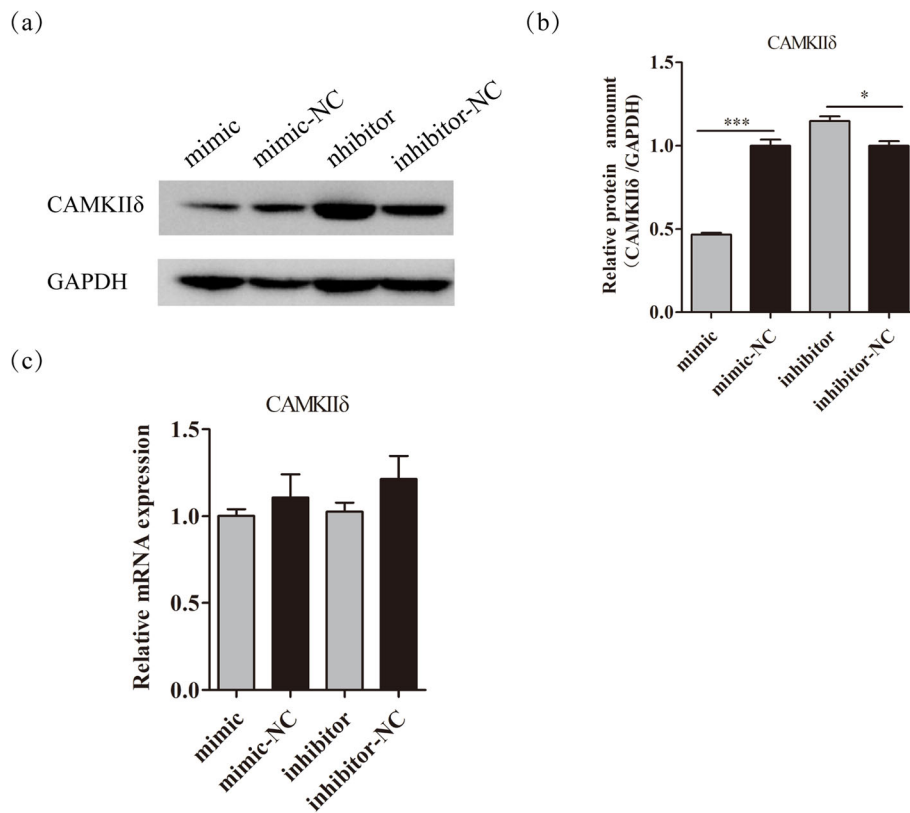 (a)
mimic
mimic-NC
nhibitor
inhibitor-NC
CAMKIIδ
GAPDH
(b)
CAMKIIδ
Relative protein amounnt
(CAMKIIδ /GAPDH)
1.5
1.0
0.5
0.0
***
*
mimic
mimic-NC
inhibitor
inhibitor-NC
(c)
CAMKIIδ
Relative mRNA expression
1.5
1.0
0.5
0.0
mimic
mimic-NC
inhibitor
inhibitor-NC